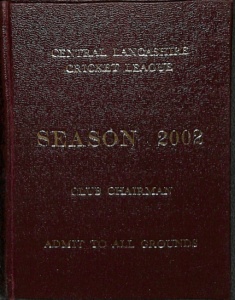 CENTRAL LANCASHIRE
CRICKET LEAGUE
SEASON 2002
CLUB CHAIRMAN
ADMIT TO ALL GROUNDS